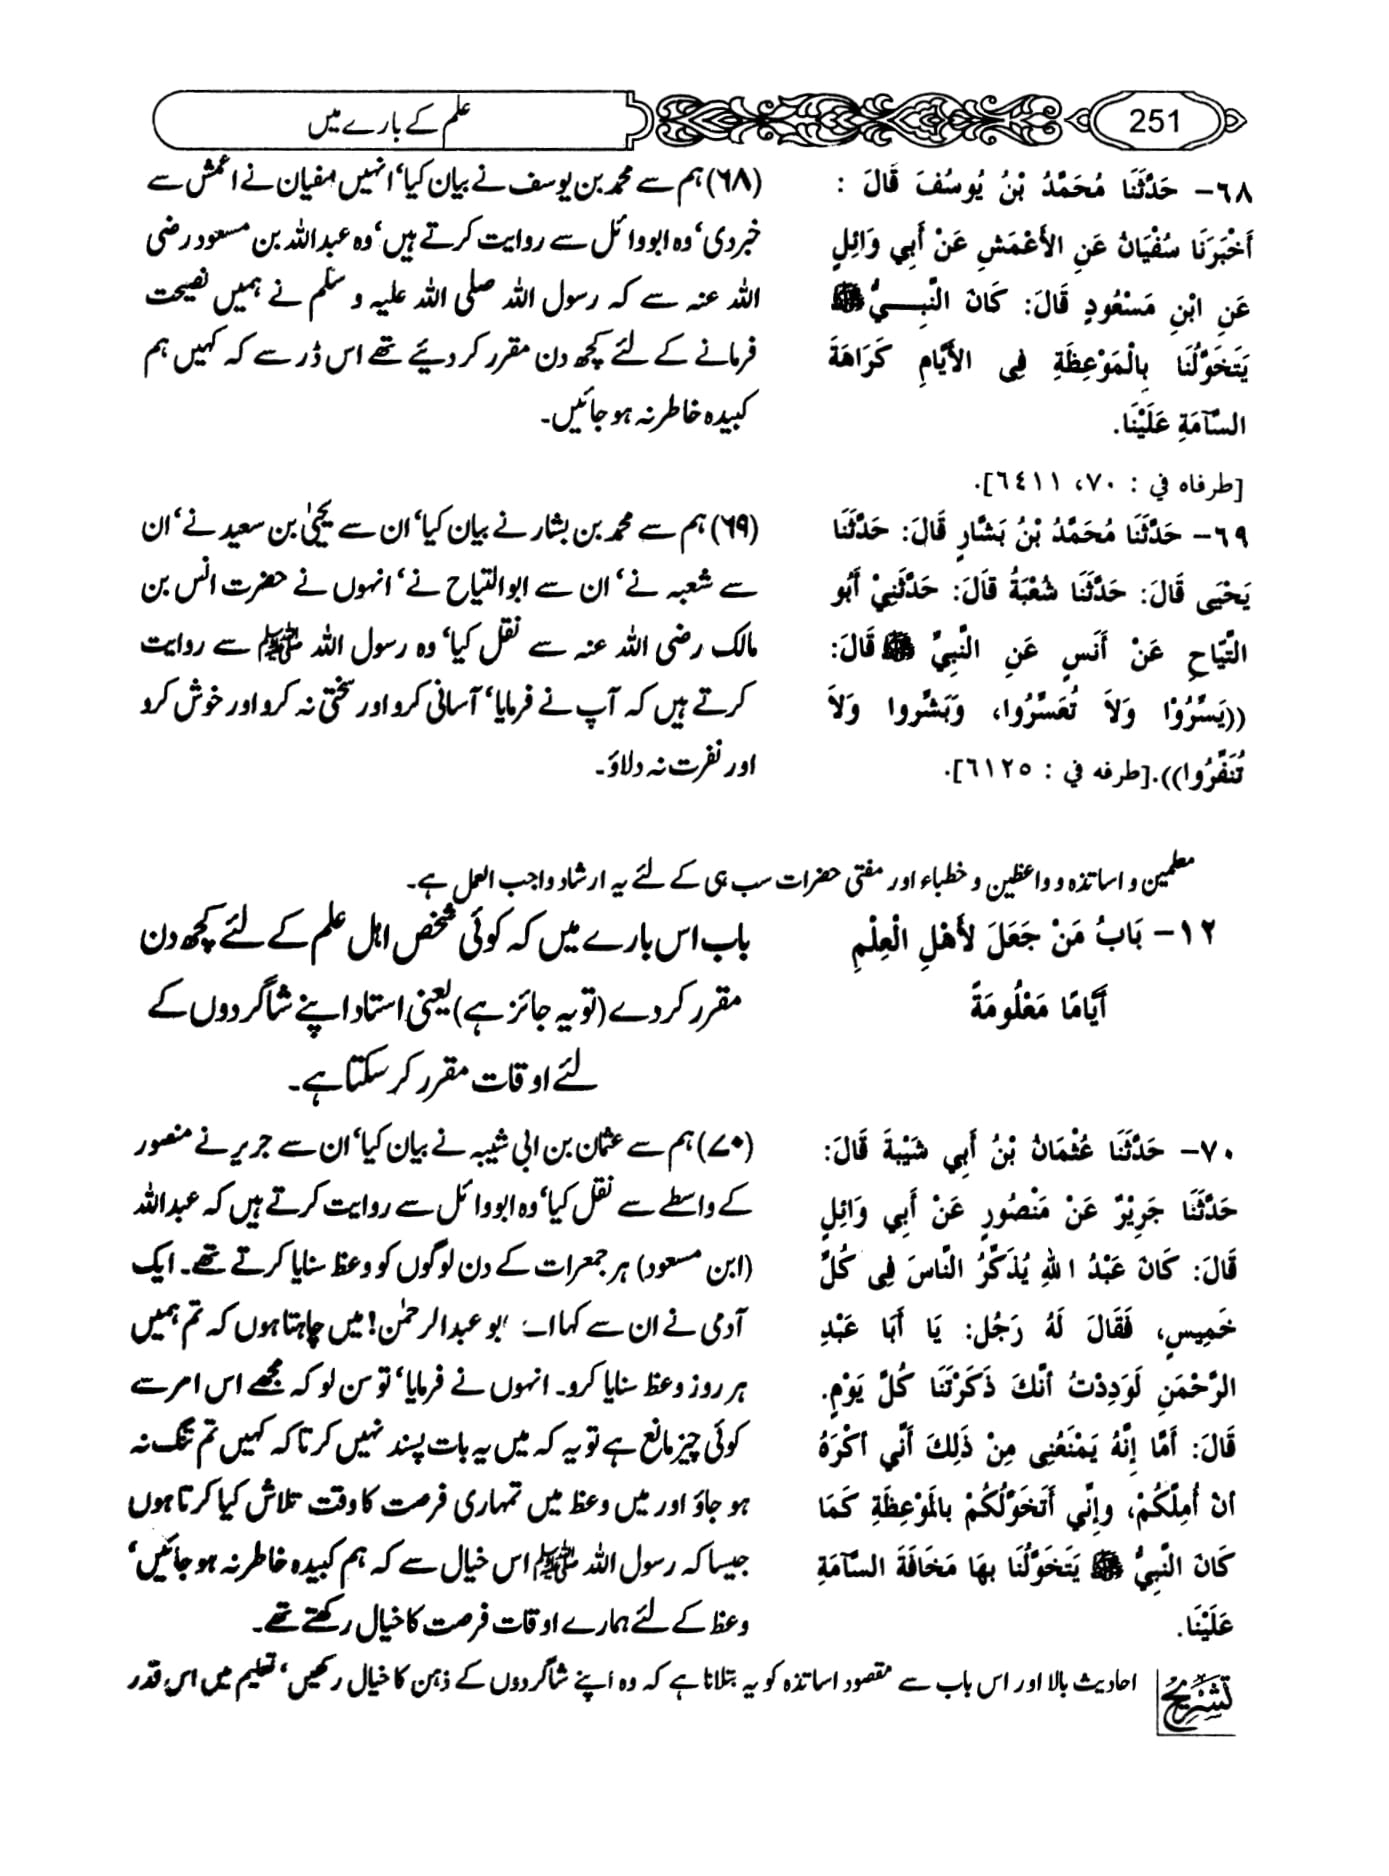 251
علم کے بارے میں
٦٨- حَدَّثَنَا مُحَمَّدُ بْنُ يُوسُفَ قَالَ :
أَخْبَرَنَا سُفْيَانُ عَنِ الأَعْمَشِ عَنْ أَبِي وَائِلٍ
عَنِ ابْنِ مَسْعُودٍ قَالَ: كَانَ النَّبِيُّ ﷺ
يَتَخَوَّلُنَا بِالْمَوْعِظَةِ فِي الأَيَّامِ كَرَاهَةَ
السَّآمَةِ عَلَيْنَا.
[طرفاه في : ٧٠، ٦٤١١].
(۶۸) ہم سے محمد بن یوسف نے بیان کیا‘ انہیں سفیان نے اعمش سے
خبر دی‘ وہ ابو وائل سے روایت کرتے ہیں‘ وہ عبداللہ بن مسعود رضی
اللہ عنہ سے کہ رسول اللہ صلی اللہ علیہ و سلم نے ہمیں نصیحت
فرمانے کے لئے کچھ دن مقرر کر دیئے تھے اس ڈر سے کہ کہیں ہم
کبیدہ خاطر نہ ہو جائیں۔
٦٩- حَدَّثَنَا مُحَمَّدُ بْنُ بَشَّارٍ قَالَ: حَدَّثَنَا
يَحْيَى قَالَ: حَدَّثَنَا شُعْبَةُ قَالَ: حَدَّثَنِيْ أَبُو
التَّيَّاحِ عَنْ أَنَسٍ عَنِ النَّبِيِّ ﷺ قَالَ:
((يَسِّرُوْا وَلاَ تُعَسِّرُوا، وَبَشِّروا وَلاَ
تُنَفِّرُوا)).[طرفه في : ٦١٢٥].
(۶۹) ہم سے محمد بن بشار نے بیان کیا‘ ان سے یحییٰ بن سعید نے‘ ان
سے شعبہ نے‘ ان سے ابوالتیاح نے‘ انہوں نے حضرت انس بن
مالک رضی اللہ عنہ سے نقل کیا‘ وہ رسول اللہ ﷺ سے روایت
کرتے ہیں کہ آپ نے فرمایا‘ آسانی کرو اور سختی نہ کرو اور خوش کرو
اور نفرت نہ دلاؤ۔
معلمین و اساتذہ و واعظین و خطباء اور مفتی حضرات سب ہی کے لئے یہ ارشاد واجب العمل ہے۔
١٢- بَابُ مَنْ جَعَلَ لأَهْلِ الْعِلْمِ
أَيَّامًا مَعْلُومَةً
باب اس بارے میں کہ کوئی شخص اہل علم کے لئے کچھ دن
مقرر کر دے (تو یہ جائز ہے) یعنی استاد اپنے شاگردوں کے
لئے اوقات مقرر کر سکتا ہے۔
٧٠- حَدَّثَنَا عُثْمَانُ بْنُ أَبِي شَيْبَةَ قَالَ:
حَدَّثَنَا جَرِيْرٌ عَنْ مَنْصُورٍ عَنْ أَبِي وَائِلٍ
قَالَ: كَانَ عَبْدُ اللهِ يُذَكِّرُ النَّاسَ فِي كُلِّ
خَمِيسٍ، فَقَالَ لَهُ رَجُل: يَا أَبَا عَبْدِ
الرَّحْمَنِ لَوَدِدْتُ أَنَّكَ ذَكَرْتَنَا كُلَّ يَوْمٍ.
قَالَ: أَمَّا إِنَّهُ يَمْنَعُنِي مِنْ ذَلِكَ أَنِّي أَكْرَهُ
أنْ أُمِلَّكُمْ، وإِنِّي أَتَخَوَّلُكُمْ بالمَوْعِظَةِ كَمَا
كَانَ النَّبِيُّ ﷺ يَتَخَوَّلُنَا بهَا مَخَافَةَ السَّآمَةِ
عَلَيْنَا.
(۷۰) ہم سے عثمان بن ابی شیبہ نے بیان کیا‘ ان سے جریر نے منصور
کے واسطے سے نقل کیا‘ وہ ابو وائل سے روایت کرتے ہیں کہ عبداللہ
(ابن مسعود) ہر جمعرات کے دن لوگوں کو وعظ سنایا کرتے تھے۔ ایک
آدمی نے ان سے کہا اے ابو عبدالرحمٰن! میں چاہتا ہوں کہ تم ہمیں
ہر روز وعظ سنایا کرو۔ انہوں نے فرمایا‘ تو سن لو کہ مجھے اس امر سے
کوئی چیز مانع ہے تو یہ کہ میں یہ بات پسند نہیں کرتا کہ کہیں تم تنگ نہ
ہو جاؤ اور میں وعظ میں تمہاری فرصت کا وقت تلاش کیا کرتا ہوں
جیسا کہ رسول اللہ ﷺ اس خیال سے کہ ہم کبیدہ خاطر نہ ہو جائیں‘
وعظ کے لئے ہمارے اوقات فرصت کا خیال رکھتے تھے۔
تشریح
احادیث بالا اور اس باب سے مقصود اساتذہ کو یہ بتلانا ہے کہ وہ اپنے شاگردوں کے ذہن کا خیال رکھیں‘ تعلیم میں اس قدر